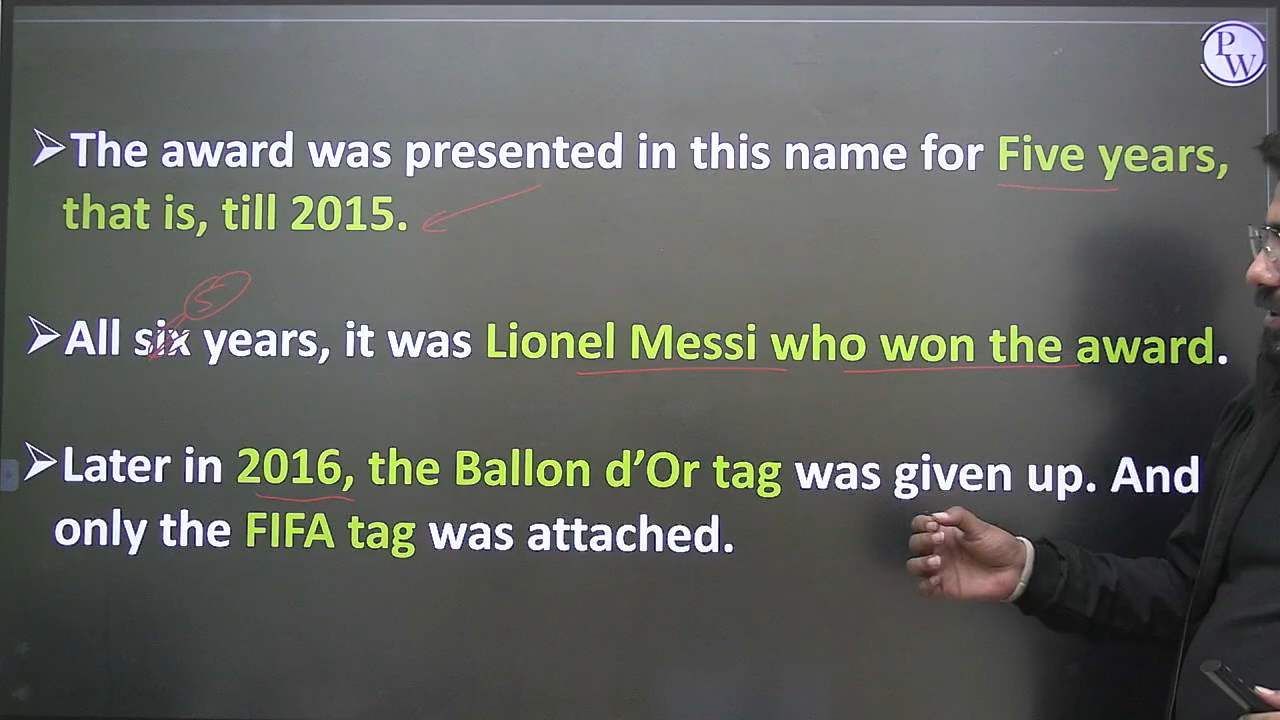 PW
➢The award was presented in this name for Five years,
that is, till 2015.
5
➢All six years, it was Lionel Messi who won the award.
➢Later in 2016, the Ballon d’Or tag was given up. And
only the FIFA tag was attached.